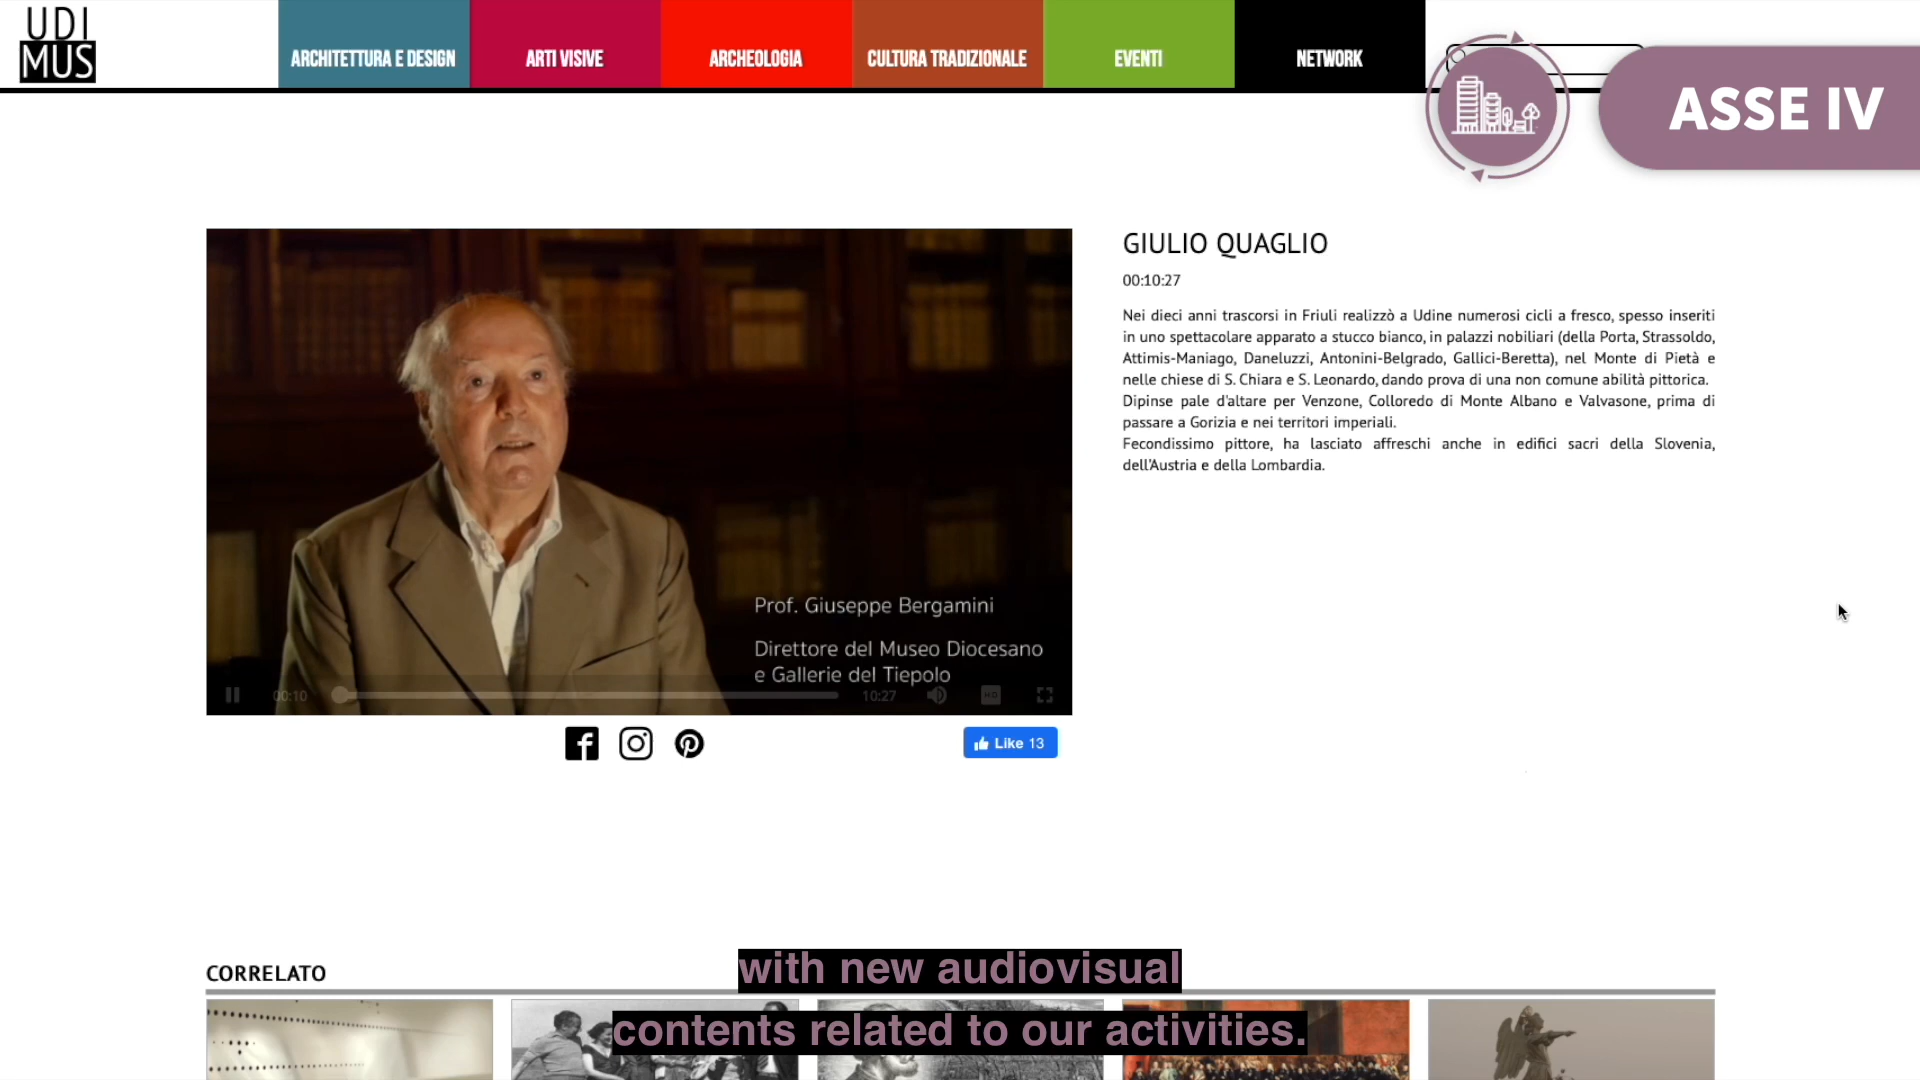 UDI
MUS
ARCHITETTURA E DESIGN
ARTI VISIVE
ARCHEOLOGIA
CULTURA TRADIZIONALE
EVENTI
NETWORK
ASSE IV
GIULIO QUAGLIO
00:10:27
Nei dieci anni trascorsi in Friuli realizzò a Udine numerosi cicli a fresco, spesso inseriti
in uno spettacolare apparato a stucco bianco, in palazzi nobiliari (della Porta, Strassoldo,
Attimis-Maniago, Daneluzzi, Antonini-Belgrado, Gallici-Beretta), nel Monte di Pietà e
nelle chiese di S. Chiara e S. Leonardo, dando prova di una non comune abilità pittorica.
Dipinse pale d'altare per Venzone, Colloredo di Monte Albano e Valvasone, prima di
passare a Gorizia e nei territori imperiali.
Fecondissimo pittore, ha lasciato affreschi anche in edifici sacri della Slovenia,
dell'Austria e della Lombardia.
Prof. Giuseppe Bergamini
Direttore del Museo Diocesano
e Gallerie del Tiepolo
00:10
10:27
HD
Like 13
CORRELATO
with new audiovisual
contents related to our activities.